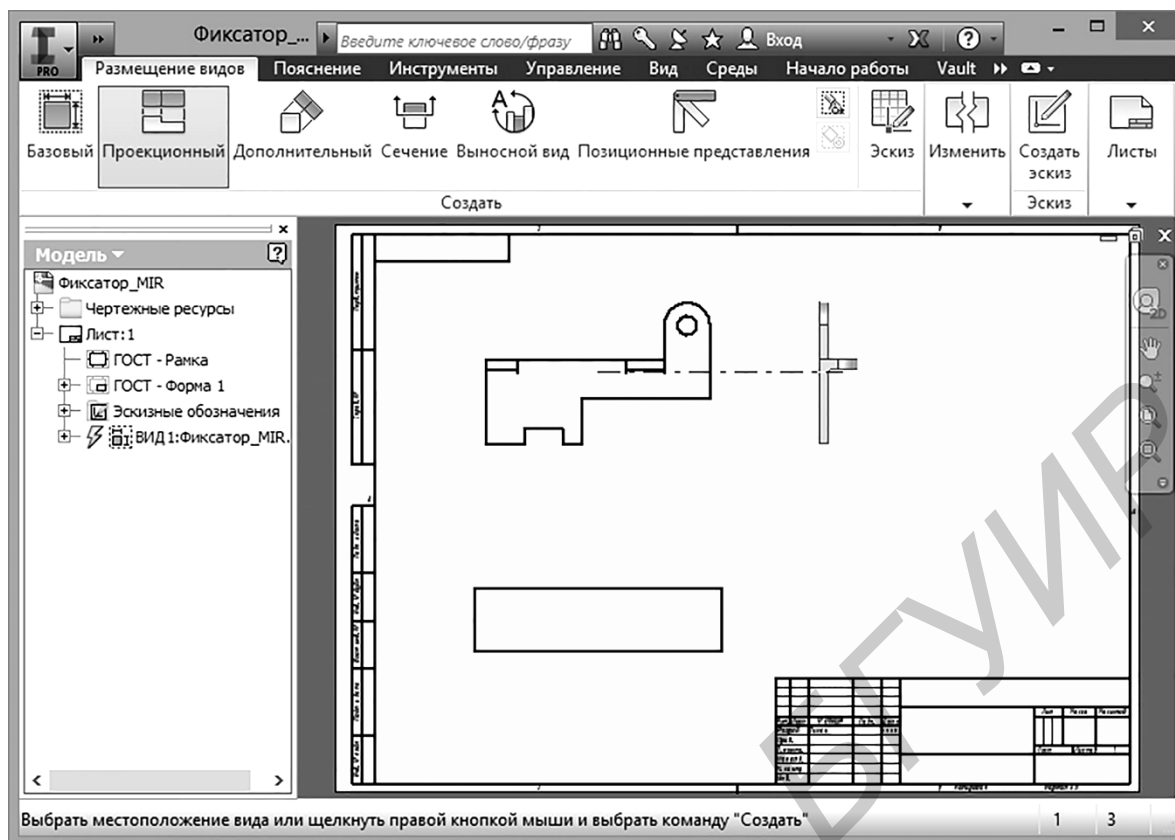 Фиксатор_... Введите ключевое слово/фразу Вход
PRO Размещение видов Пояснение Инструменты Управление Вид Среды Начало работы Vault
Базовый Проекционный Дополнительный Сечение Выносной вид Позиционные представления Эскиз Изменить Создать эскиз Листы
Создать Эскиз
Модель
Фиксатор_MIR
Чертежные ресурсы
Лист:1
ГОСТ - Рамка
ГОСТ - Форма 1
Эскизные обозначения
ВИД1:Фиксатор_MIR.
2D
БГУИР
Выбрать местоположение вида или щелкнуть правой кнопкой мыши и выбрать команду "Создать" 1 3